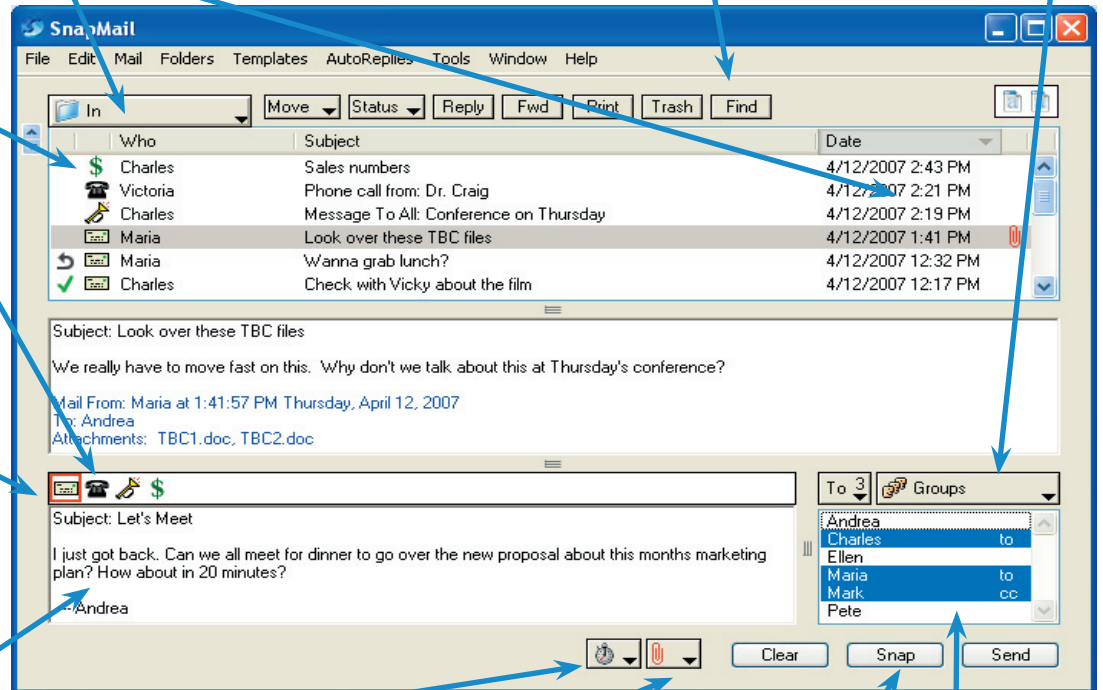 SnapMail
File Edit Mail Folders Templates AutoReplies Tools Window Help
In Move Status Reply Fwd Print Trash Find a a
Who Subject Date
$ Charles Sales numbers 4/12/2007 2:43 PM
Victoria Phone call from: Dr. Craig 4/12/2007 2:21 PM
Charles Message To All: Conference on Thursday 4/12/2007 2:19 PM
Maria Look over these TBC files 4/12/2007 1:41 PM
Maria Wanna grab lunch? 4/12/2007 12:32 PM
Charles Check with Vicky about the film 4/12/2007 12:17 PM
Subject: Look over these TBC files
We really have to move fast on this. Why don't we talk about this at Thursday's conference?
Mail From: Maria at 1:41:57 PM Thursday, April 12, 2007
To: Andrea
Attachments: TBC1.doc, TBC2.doc
$
To 3 Groups
Subject: Let's Meet
I just got back. Can we all meet for dinner to go over the new proposal about this months marketing
plan? How about in 20 minutes?
-- Andrea
Andrea
Charles to
Ellen
Maria to
Mark cc
Pete
Clear Snap Send